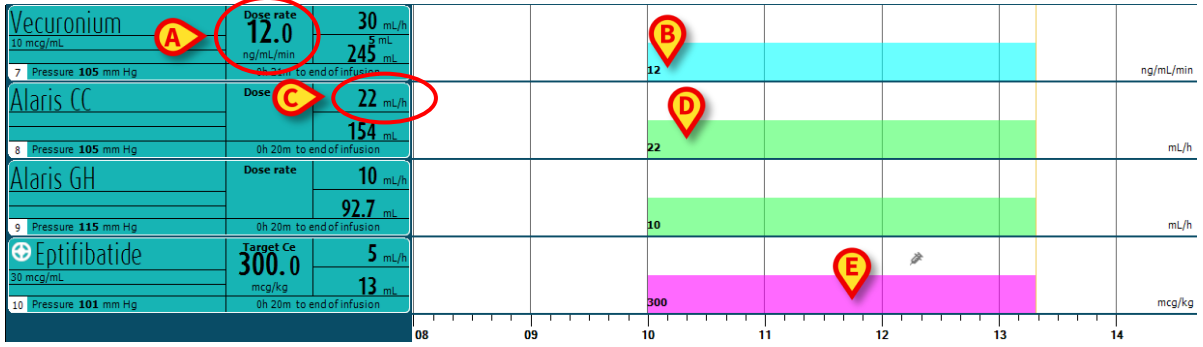 Vecuronium
10 mcg/mL
Dose rate
12.0
ng/mL/min
30 mL/h
5 mL
245 mL
7 Pressure 105 mm Hg
0h 21m to end of infusion
A
B
12
ng/mL/min
Alaris CC
Dose
C
22 mL/h
154 mL
8 Pressure 105 mm Hg
0h 20m to end of infusion
D
22
mL/h
Alaris GH
Dose rate
10 mL/h
92.7 mL
9 Pressure 115 mm Hg
0h 20m to end of infusion
10
mL/h
Eptifibatide
30 mcg/mL
Target Ce
300.0
mcg/kg
5 mL/h
13 mL
10 Pressure 101 mm Hg
0h 20m to end of infusion
E
300
mcg/kg
08 09 10 11 12 13 14